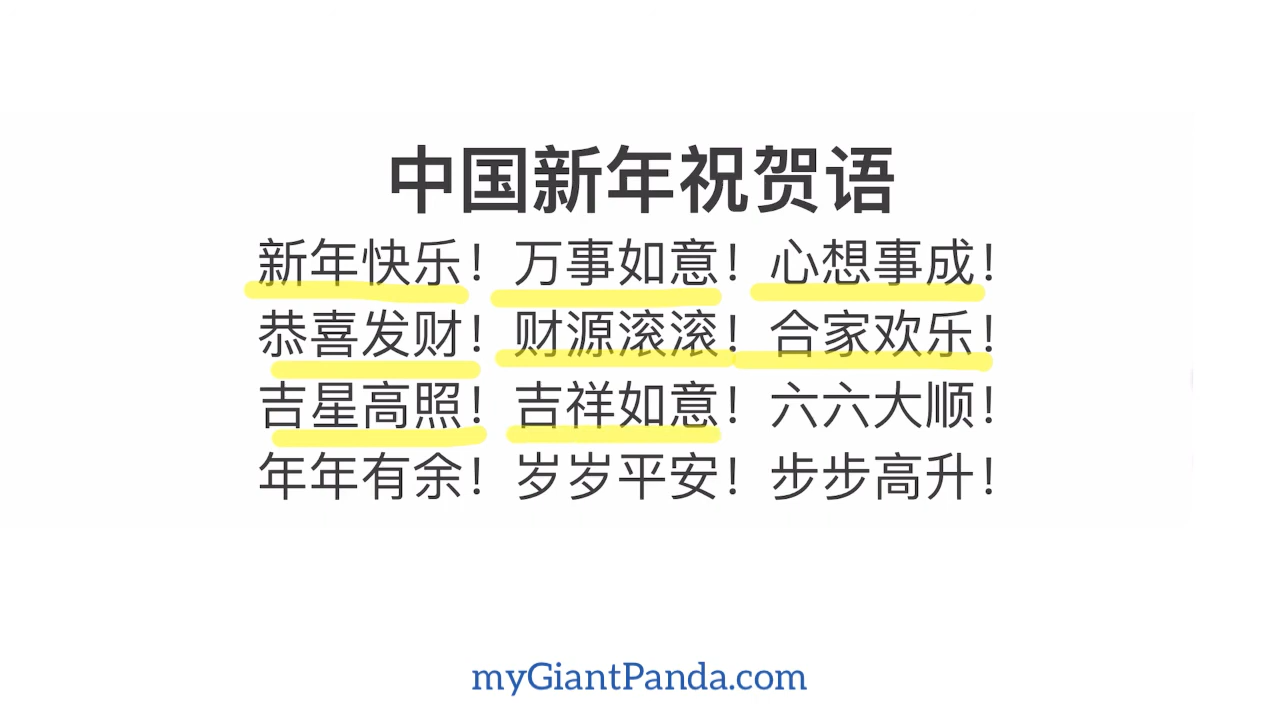 中国新年祝贺语
新年快乐！万事如意！心想事成！
恭喜发财！财源滚滚！合家欢乐！
吉星高照！吉祥如意！六六大顺！
年年有余！岁岁平安！步步高升！
myGiantPanda.com